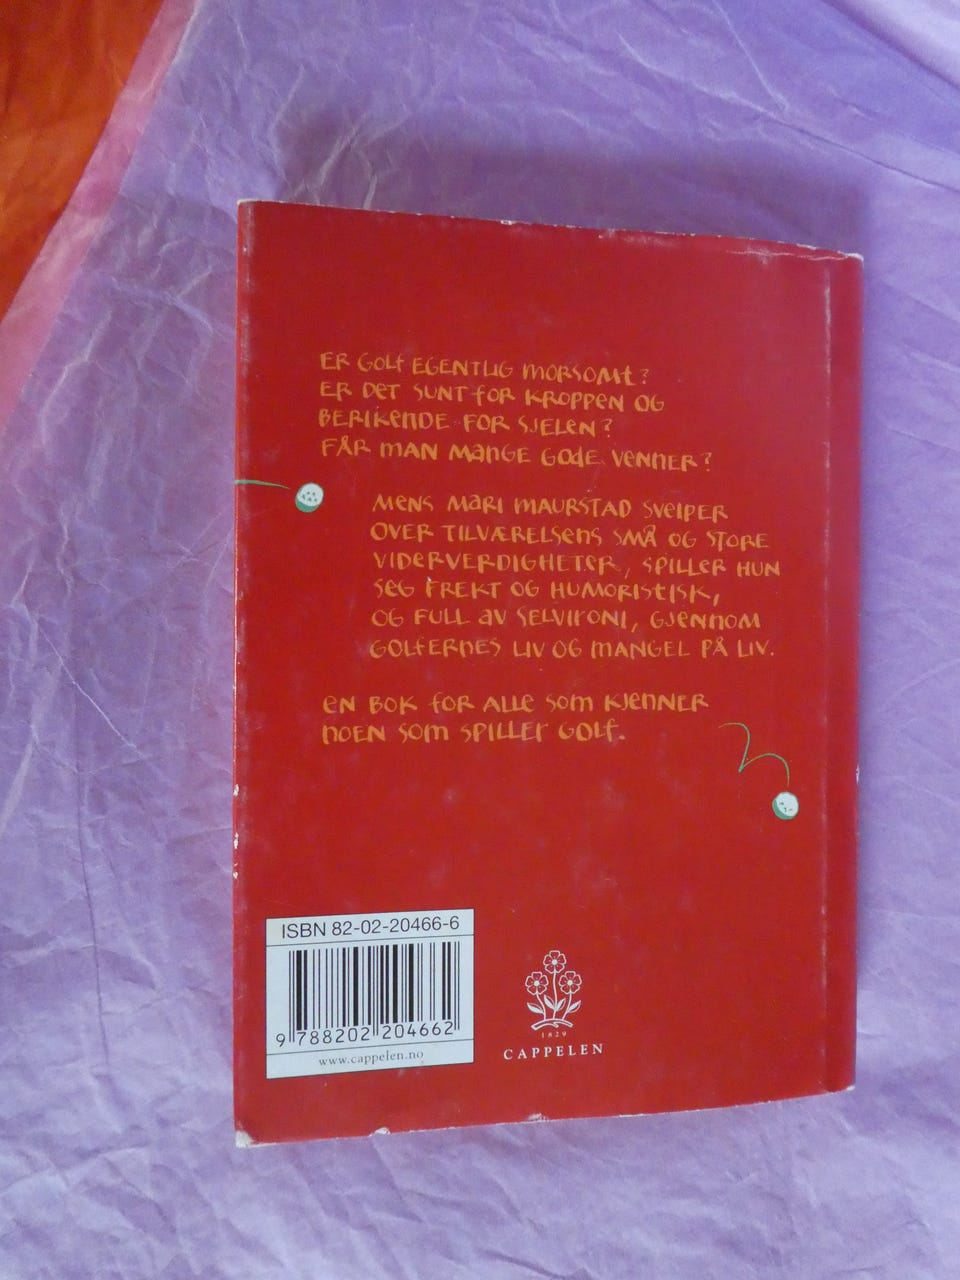 ER GOLF EGENTLIG MORSOMT?
ER DET SUNT FOR KROPPEN OG
BERIKENDE FOR SJELEN?
FÅR MAN MANGE GODE VENNER?
MENS MARI MAURSTAD SVEIPER
OVER TILVÆRELSENS SMÅ OG STORE
VIDERVERDIGHETER, SPILLER HUN
SEG FREKT OG HUMORISTISK,
OG FULL AV SELVIRONI, GJENNOM
GOLFERNES LIV OG MANGEL PÅ LIV.
EN BOK FOR ALLE SOM KJENNER
NOEN SOM SPILLER GOLF.
ISBN 82-02-20466-6
9 788202 204662
www.cappelen.no
1829
CAPPELEN